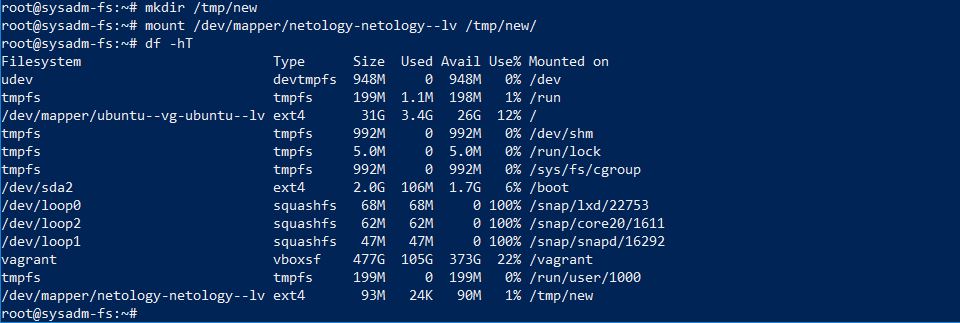 root@sysadm-fs:~# mkdir /tmp/new
root@sysadm-fs:~# mount /dev/mapper/netology-netology--lv /tmp/new/
root@sysadm-fs:~# df -hT
Filesystem                        Type      Size  Used Avail Use% Mounted on
udev                              devtmpfs  948M     0  948M   0% /dev
tmpfs                             tmpfs     199M  1.1M  198M   1% /run
/dev/mapper/ubuntu--vg-ubuntu--lv ext4       31G  3.4G   26G  12% /
tmpfs                             tmpfs     992M     0  992M   0% /dev/shm
tmpfs                             tmpfs     5.0M     0  5.0M   0% /run/lock
tmpfs                             tmpfs     992M     0  992M   0% /sys/fs/cgroup
/dev/sda2                         ext4      2.0G  106M  1.7G   6% /boot
/dev/loop0                        squashfs   68M   68M     0 100% /snap/lxd/22753
/dev/loop2                        squashfs   62M   62M     0 100% /snap/core20/1611
/dev/loop1                        squashfs   47M   47M     0 100% /snap/snapd/16292
vagrant                           vboxsf    477G  105G  373G  22% /vagrant
tmpfs                             tmpfs     199M     0  199M   0% /run/user/1000
/dev/mapper/netology-netology--lv ext4       93M   24K   90M   1% /tmp/new
root@sysadm-fs:~#